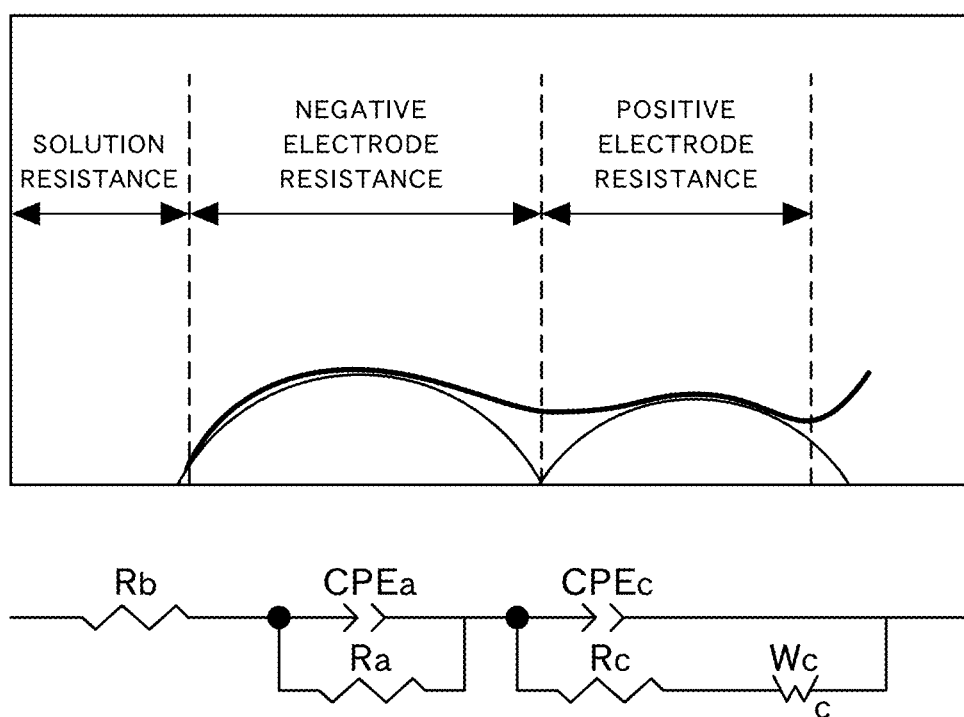 SOLUTION
RESISTANCE
NEGATIVE
ELECTRODE
RESISTANCE
POSITIVE
ELECTRODE
RESISTANCE
Rb
CPEa
CPEc
Ra
Rc
Wc
c